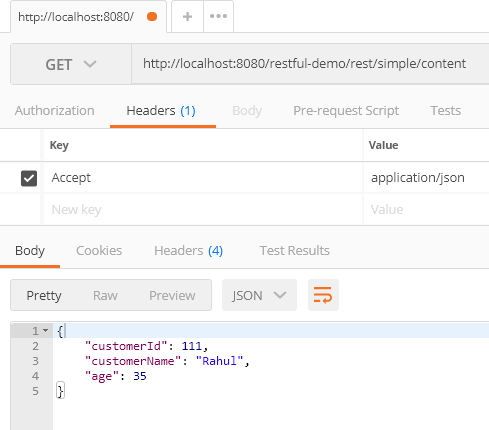 http://localhost:8080/
GET http://localhost:8080/restful-demo/rest/simple/content
Authorization Headers (1) Body Pre-request Script Tests
Key Value
Accept application/json
New key Value
Body Cookies Headers (4) Test Results
Pretty Raw Preview JSON
1 {
2 "customerId": 111,
3 "customerName": "Rahul",
4 "age": 35
5 }